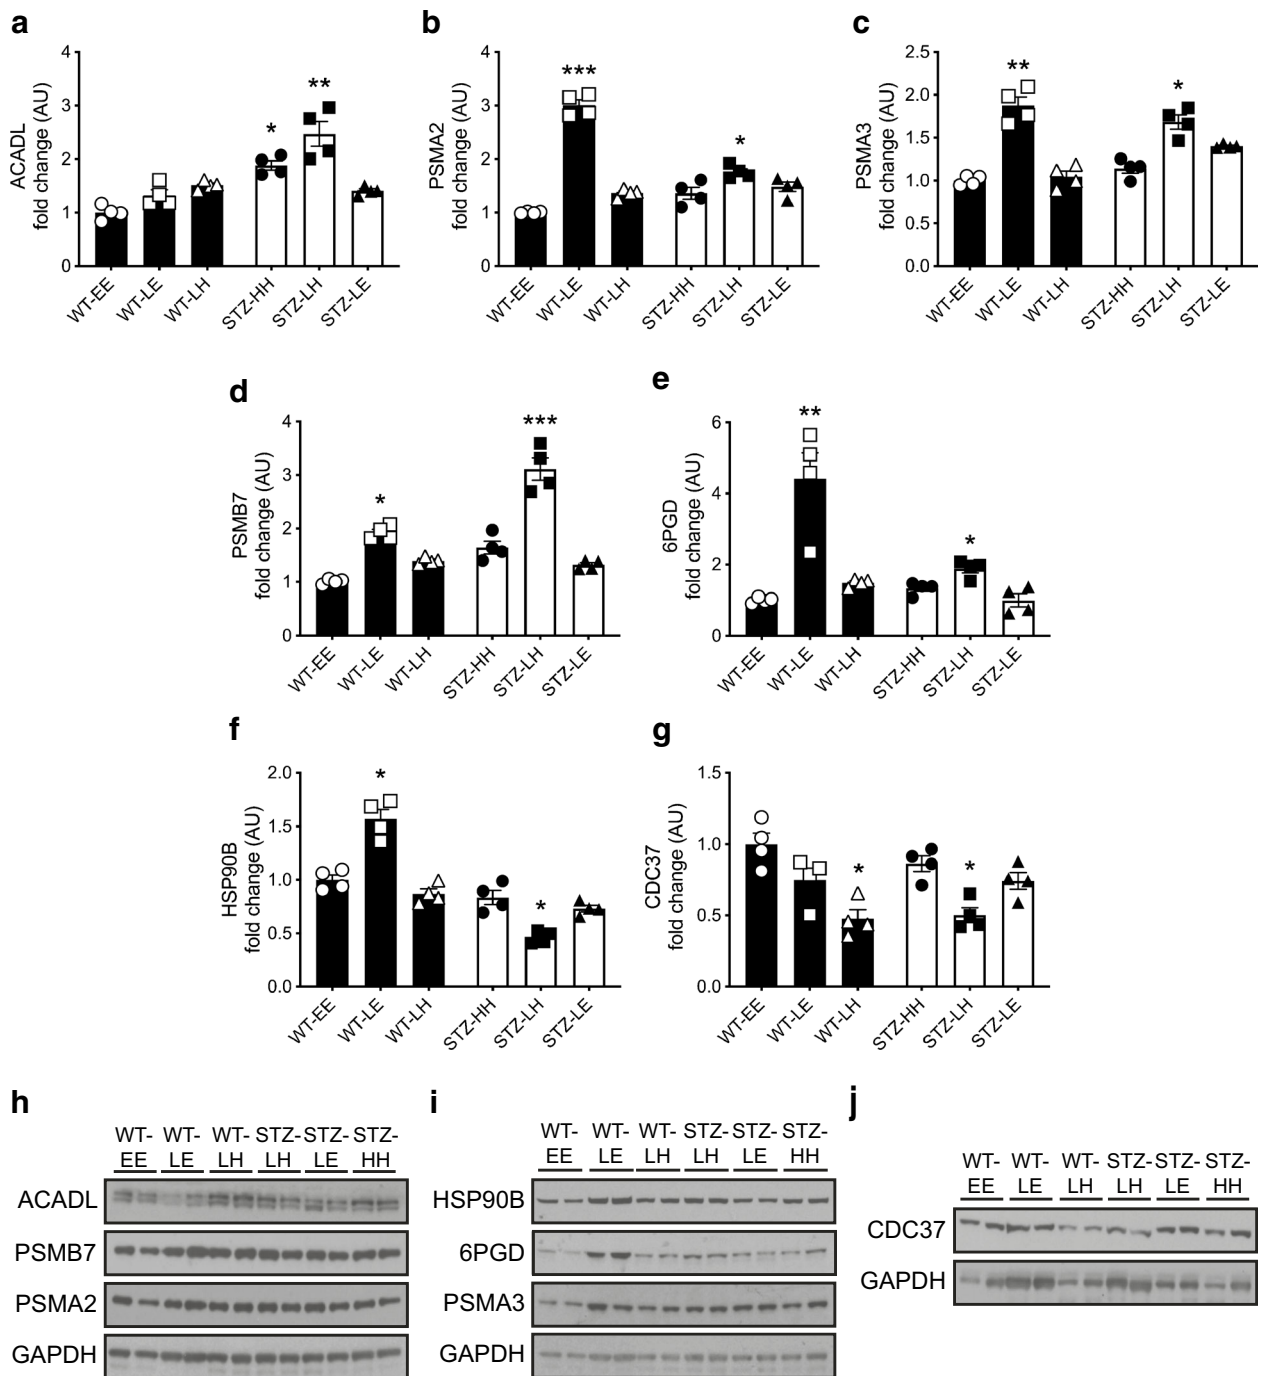 a
ACADL
fold change (AU)
4
3
2
1
0
*
**
WT-EE
WT-LE
WT-LH
STZ-HH
STZ-LH
STZ-LE
b
PSMA2
fold change (AU)
4
3
2
1
0
***
*
WT-EE
WT-LE
WT-LH
STZ-HH
STZ-LH
STZ-LE
c
PSMA3
fold change (AU)
2.5
2.0
1.5
1.0
0.5
0.0
**
*
WT-EE
WT-LE
WT-LH
STZ-HH
STZ-LH
STZ-LE
d
PSMB7
fold change (AU)
4
3
2
1
0
*
***
WT-EE
WT-LE
WT-LH
STZ-HH
STZ-LH
STZ-LE
e
6PGD
fold change (AU)
6
4
2
0
**
*
WT-EE
WT-LE
WT-LH
STZ-HH
STZ-LH
STZ-LE
f
HSP90B
fold change (AU)
2.0
1.5
1.0
0.5
0.0
*
*
WT-EE
WT-LE
WT-LH
STZ-HH
STZ-LH
STZ-LE
g
CDC37
fold change (AU)
1.5
1.0
0.5
0.0
*
*
WT-EE
WT-LE
WT-LH
STZ-HH
STZ-LH
STZ-LE
h
WT- WT- WT- STZ- STZ- STZ-
EE LE LH LH LE HH
ACADL
PSMB7
PSMA2
GAPDH
i
WT- WT- WT- STZ- STZ- STZ-
EE LE LH LH LE HH
HSP90B
6PGD
PSMA3
GAPDH
j
WT- WT- WT- STZ- STZ- STZ-
EE LE LH LH LE HH
CDC37
GAPDH